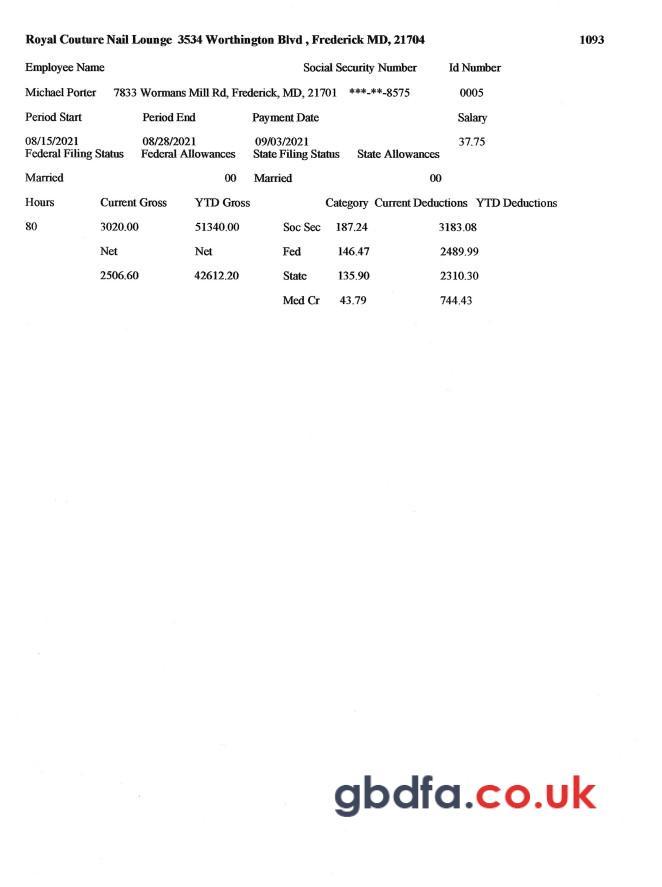 Royal Couture Nail Lounge 3534 Worthington Blvd , Frederick MD, 21704 1093
Employee Name Social Security Number Id Number
Michael Porter 7833 Wormans Mill Rd, Frederick, MD, 21701 ***-**-8575 0005
Period Start Period End Payment Date Salary
08/15/2021 08/28/2021 09/03/2021 37.75
Federal Filing Status Federal Allowances State Filing Status State Allowances
Married 00 Married 00
Hours Current Gross YTD Gross Category Current Deductions YTD Deductions
80 3020.00 51340.00 Soc Sec 187.24 3183.08
Net Net Fed 146.47 2489.99
2506.60 42612.20 State 135.90 2310.30
Med Cr 43.79 744.43
gbdfa.co.uk